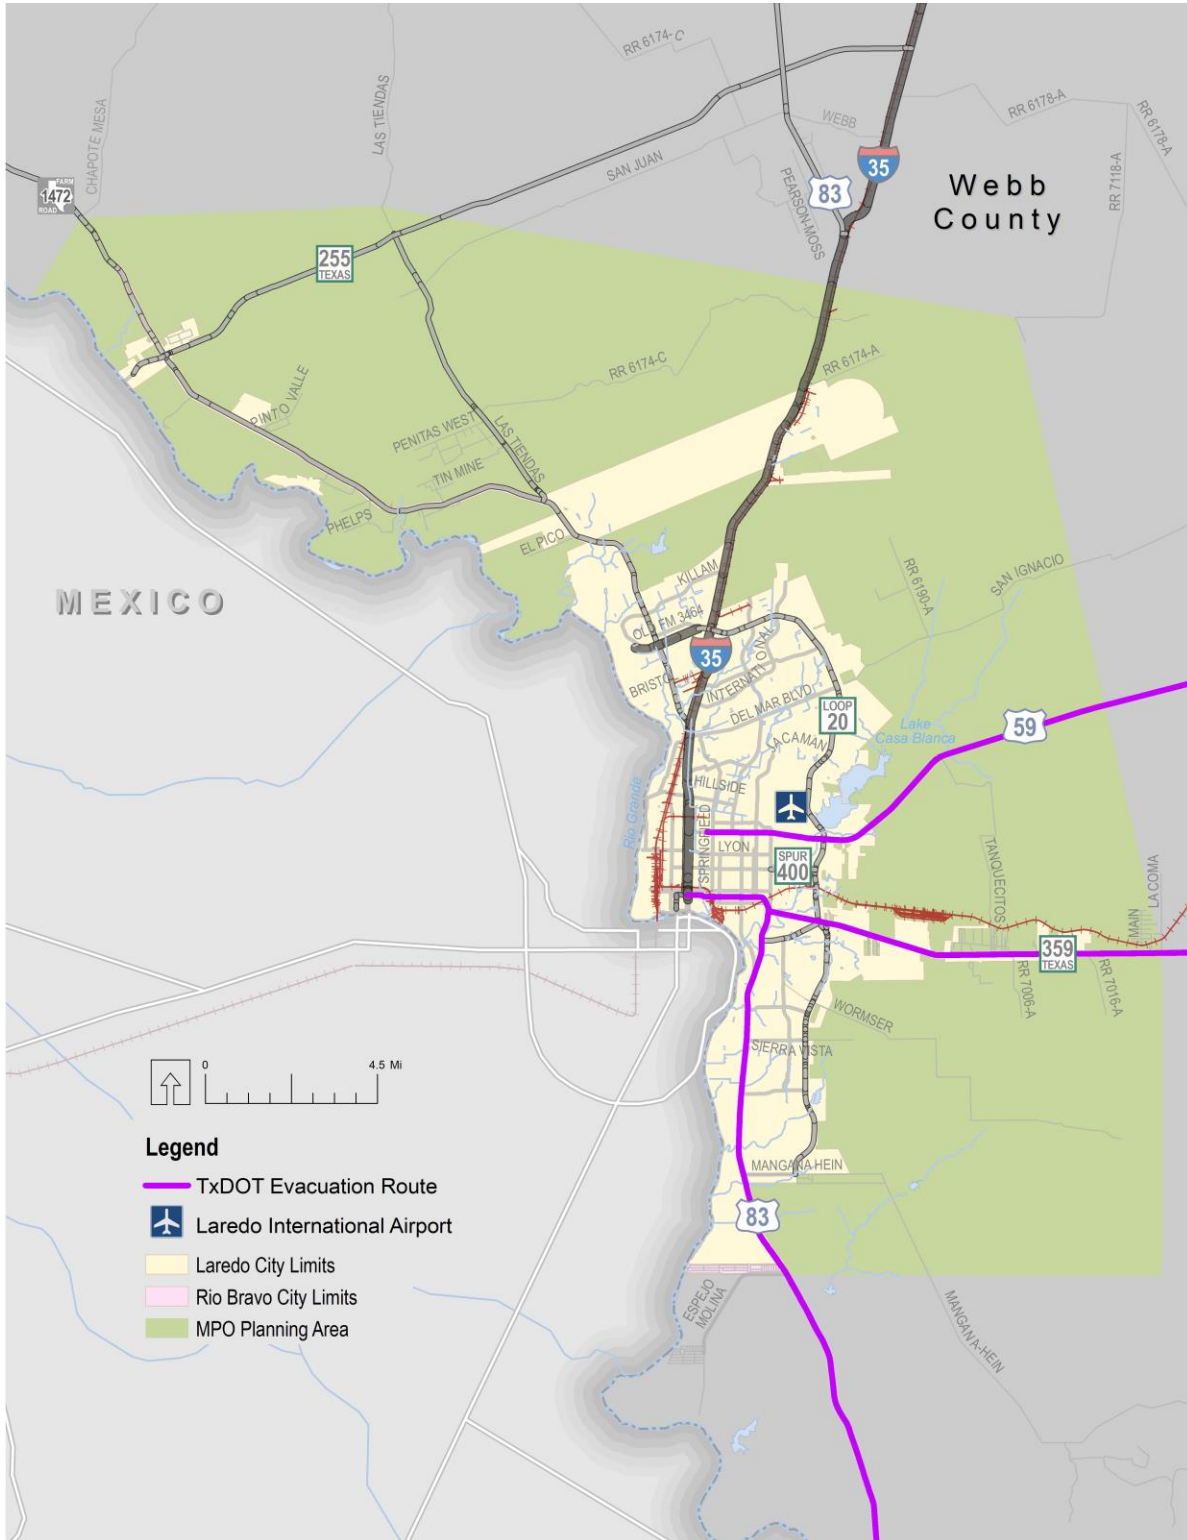 RR 6174-C
CHAPOTE MESA
LAS TIENDAS
RR 6178-A
RR 6178-A
WEBB
35
SAN JUAN
PEARSON-MOSS
83
Webb
County
RR 7118-A
FARM
1472
ROAD
255
TEXAS
RR 6174-C
RR 6174-A
PINTO VALLE
PENITAS WEST
LAS TIENDAS
TIN MINE
PHELPS
EL PICO
KILLAM
RR 6190-A
SAN IGNACIO
MEXICO
OLD FM 3464
35
INTERNATIONAL
BRISTO
DEL MAR BLVD
LOOP
20
Lake
Casa Blanca
59
LACAMAN
HILLSIDE
Rio Grande
SPRINGFIELD
LYON
SPUR
400
TANQUECITOS
LACOMA
MAIN
359
TEXAS
RR 7006-A
RR 7016-A
WORMSER
SIERRA VISTA
0 4.5 Mi
Legend
TxDOT Evacuation Route
Laredo International Airport
Laredo City Limits
Rio Bravo City Limits
MPO Planning Area
MANGANA HEIN
83
ESPEJO
MOLINA
MANGANA-HEIN